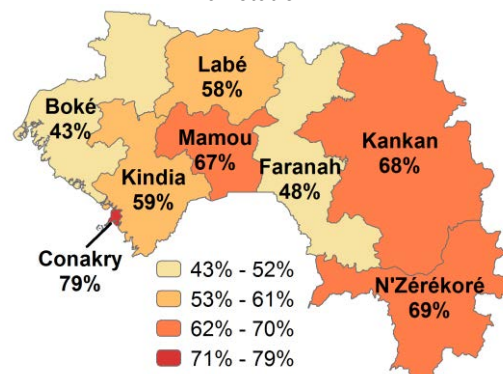 Labé
58%
Boké
43%
Mamou
67%
Kankan
68%
Faranah
48%
Kindia
59%
Conakry
79%
N'Zérékoré
69%
43% - 52%
53% - 61%
62% - 70%
71% - 79%